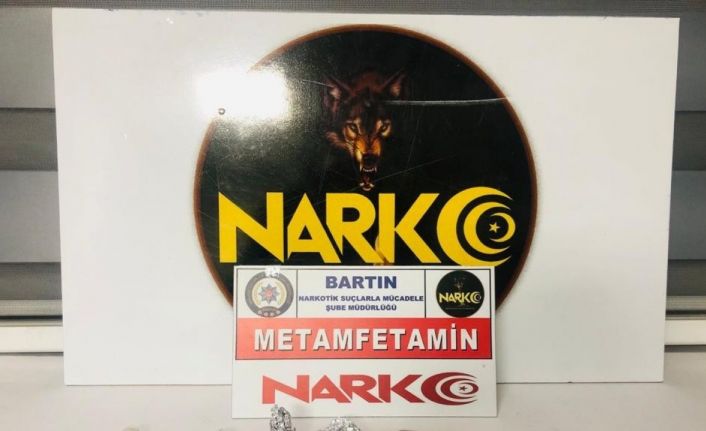 NARKO
BARTIN
NARKOTİK SUÇLARLA MÜCADELE
ŞUBE MÜDÜRLÜĞÜ
NARKO
METAMFETAMİN
NARKO